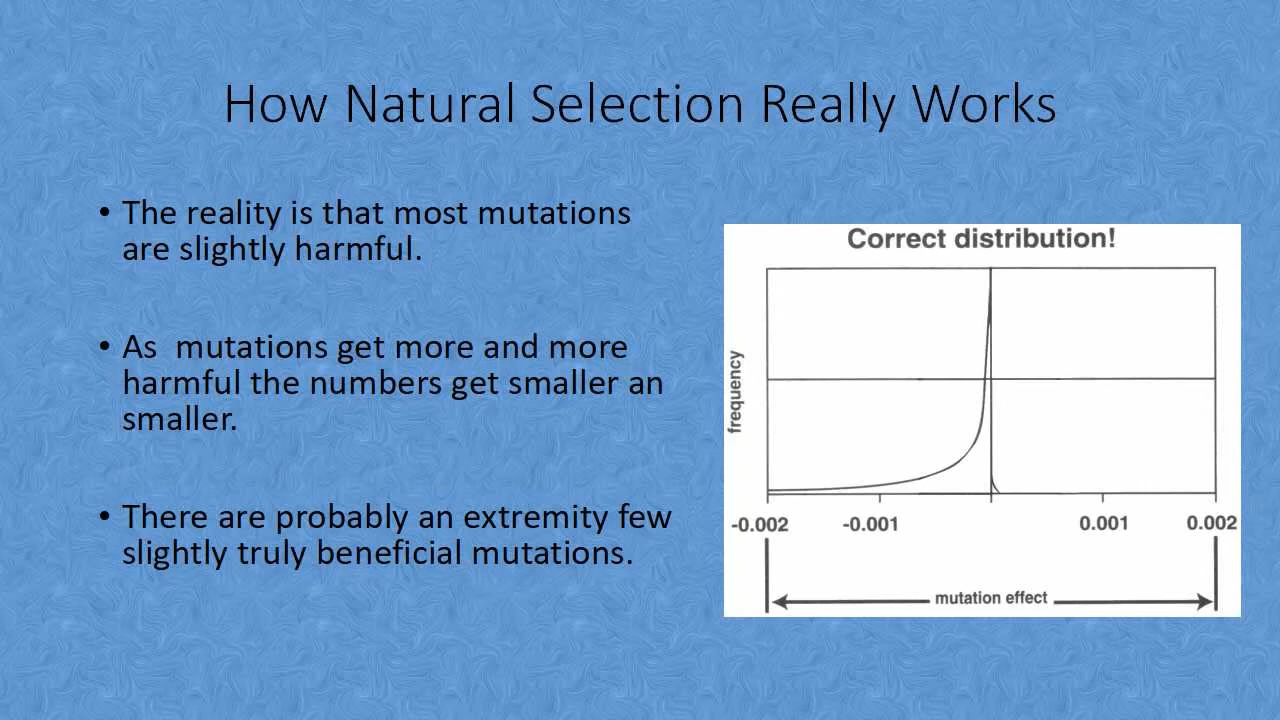 How Natural Selection Really Works
• The reality is that most mutations
are slightly harmful.
• As  mutations get more and more
harmful the numbers get smaller an
smaller.
• There are probably an extremity few
slightly truly beneficial mutations.
Correct distribution!
frequency
-0.002
-0.001
0.001
0.002
mutation effect